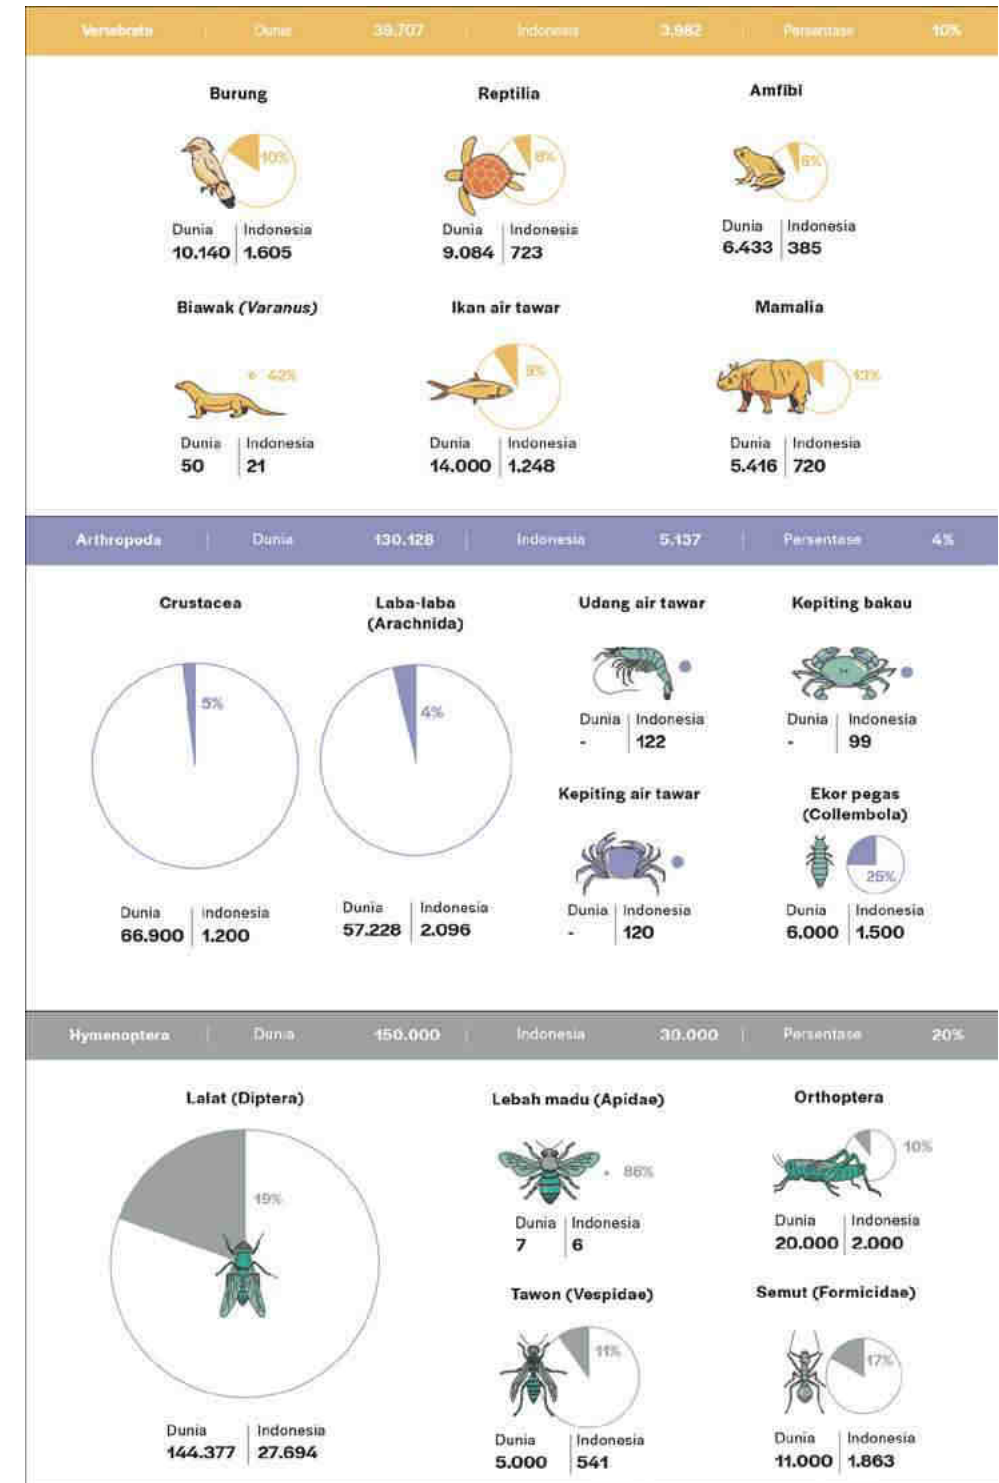 Vertebrata | Dunia 39.707 | Indonesia 3.982 | Persentase 10%
Burung
10%
Dunia | Indonesia
10.140 | 1.605
Reptilia
8%
Dunia | Indonesia
9.084 | 723
Amfibi
6%
Dunia | Indonesia
6.433 | 385
Biawak (Varanus)
42%
Dunia | Indonesia
50 | 21
Ikan air tawar
9%
Dunia | Indonesia
14.000 | 1.248
Mamalia
13%
Dunia | Indonesia
5.416 | 720
Arthropoda | Dunia 130.128 | Indonesia 5.137 | Persentase 4%
Crustacea
5%
Dunia | Indonesia
66.900 | 1.200
Laba-laba
(Arachnida)
4%
Dunia | Indonesia
57.228 | 2.096
Udang air tawar
Dunia | Indonesia
- | 122
Kepiting bakau
Dunia | Indonesia
- | 99
Kepiting air tawar
Dunia | Indonesia
- | 120
Ekor pegas
(Collembola)
25%
Dunia | Indonesia
6.000 | 1.500
Hymenoptera | Dunia 150.000 | Indonesia 30.000 | Persentase 20%
Lalat (Diptera)
19%
Dunia | Indonesia
144.377 | 27.694
Lebah madu (Apidae)
86%
Dunia | Indonesia
7 | 6
Orthoptera
10%
Dunia | Indonesia
20.000 | 2.000
Tawon (Vespidae)
11%
Dunia | Indonesia
5.000 | 541
Semut (Formicidae)
17%
Dunia | Indonesia
11.000 | 1.863